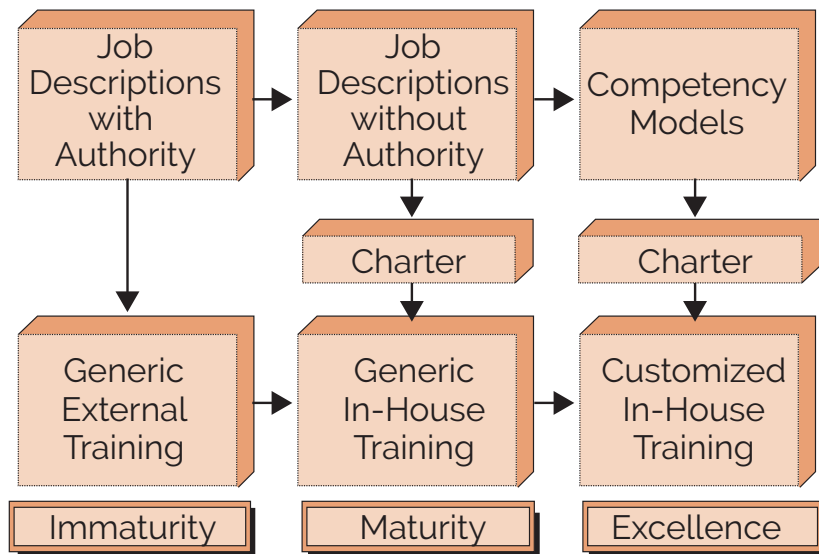 Job
Descriptions
with
Authority
Job
Descriptions
without
Authority
Competency
Models
Charter
Charter
Generic
External
Training
Generic
In-House
Training
Customized
In-House
Training
Immaturity
Maturity
Excellence